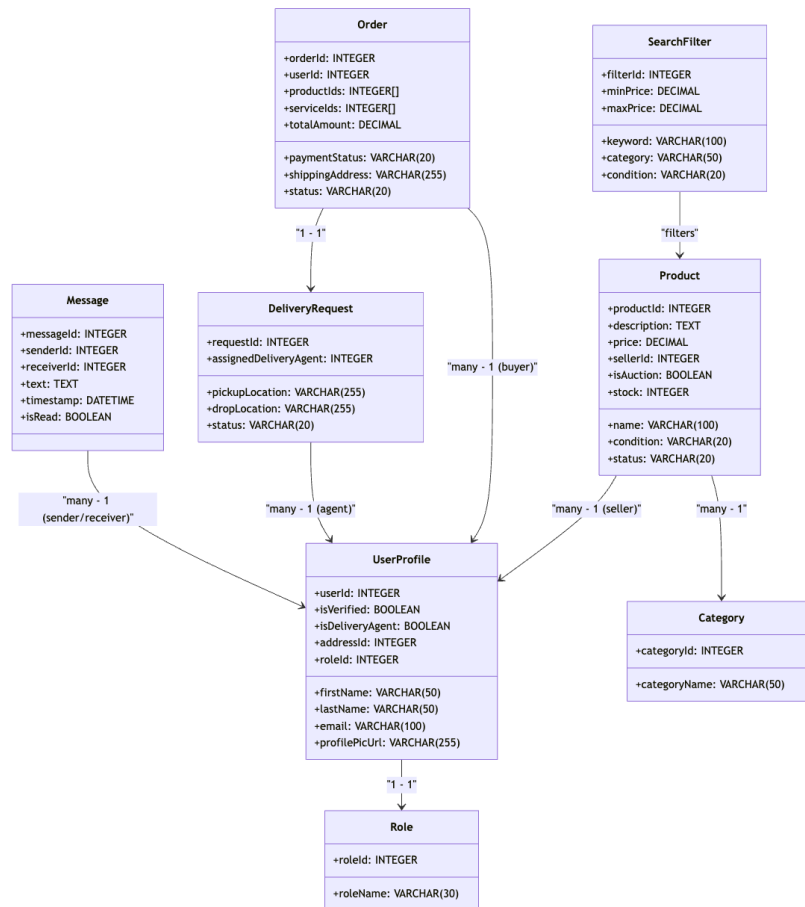 Order
+orderId: INTEGER
+userId: INTEGER
+productIds: INTEGER[]
+serviceIds: INTEGER[]
+totalAmount: DECIMAL
+paymentStatus: VARCHAR(20)
+shippingAddress: VARCHAR(255)
+status: VARCHAR(20)
SearchFilter
+filterId: INTEGER
+minPrice: DECIMAL
+maxPrice: DECIMAL
+keyword: VARCHAR(100)
+category: VARCHAR(50)
+condition: VARCHAR(20)
"1 - 1"
"filters"
Message
+messageId: INTEGER
+senderId: INTEGER
+receiverId: INTEGER
+text: TEXT
+timestamp: DATETIME
+isRead: BOOLEAN
DeliveryRequest
+requestId: INTEGER
+assignedDeliveryAgent: INTEGER
+pickupLocation: VARCHAR(255)
+dropLocation: VARCHAR(255)
+status: VARCHAR(20)
"many - 1 (buyer)"
Product
+productId: INTEGER
+description: TEXT
+price: DECIMAL
+sellerId: INTEGER
+isAuction: BOOLEAN
+stock: INTEGER
+name: VARCHAR(100)
+condition: VARCHAR(20)
+status: VARCHAR(20)
"many - 1
(sender/receiver)"
"many - 1 (agent)"
"many - 1 (seller)"
"many - 1"
UserProfile
+userId: INTEGER
+isVerified: BOOLEAN
+isDeliveryAgent: BOOLEAN
+addressId: INTEGER
+roleId: INTEGER
+firstName: VARCHAR(50)
+lastName: VARCHAR(50)
+email: VARCHAR(100)
+profilePicUrl: VARCHAR(255)
Category
+categoryId: INTEGER
+categoryName: VARCHAR(50)
"1 - 1"
Role
+roleId: INTEGER
+roleName: VARCHAR(30)